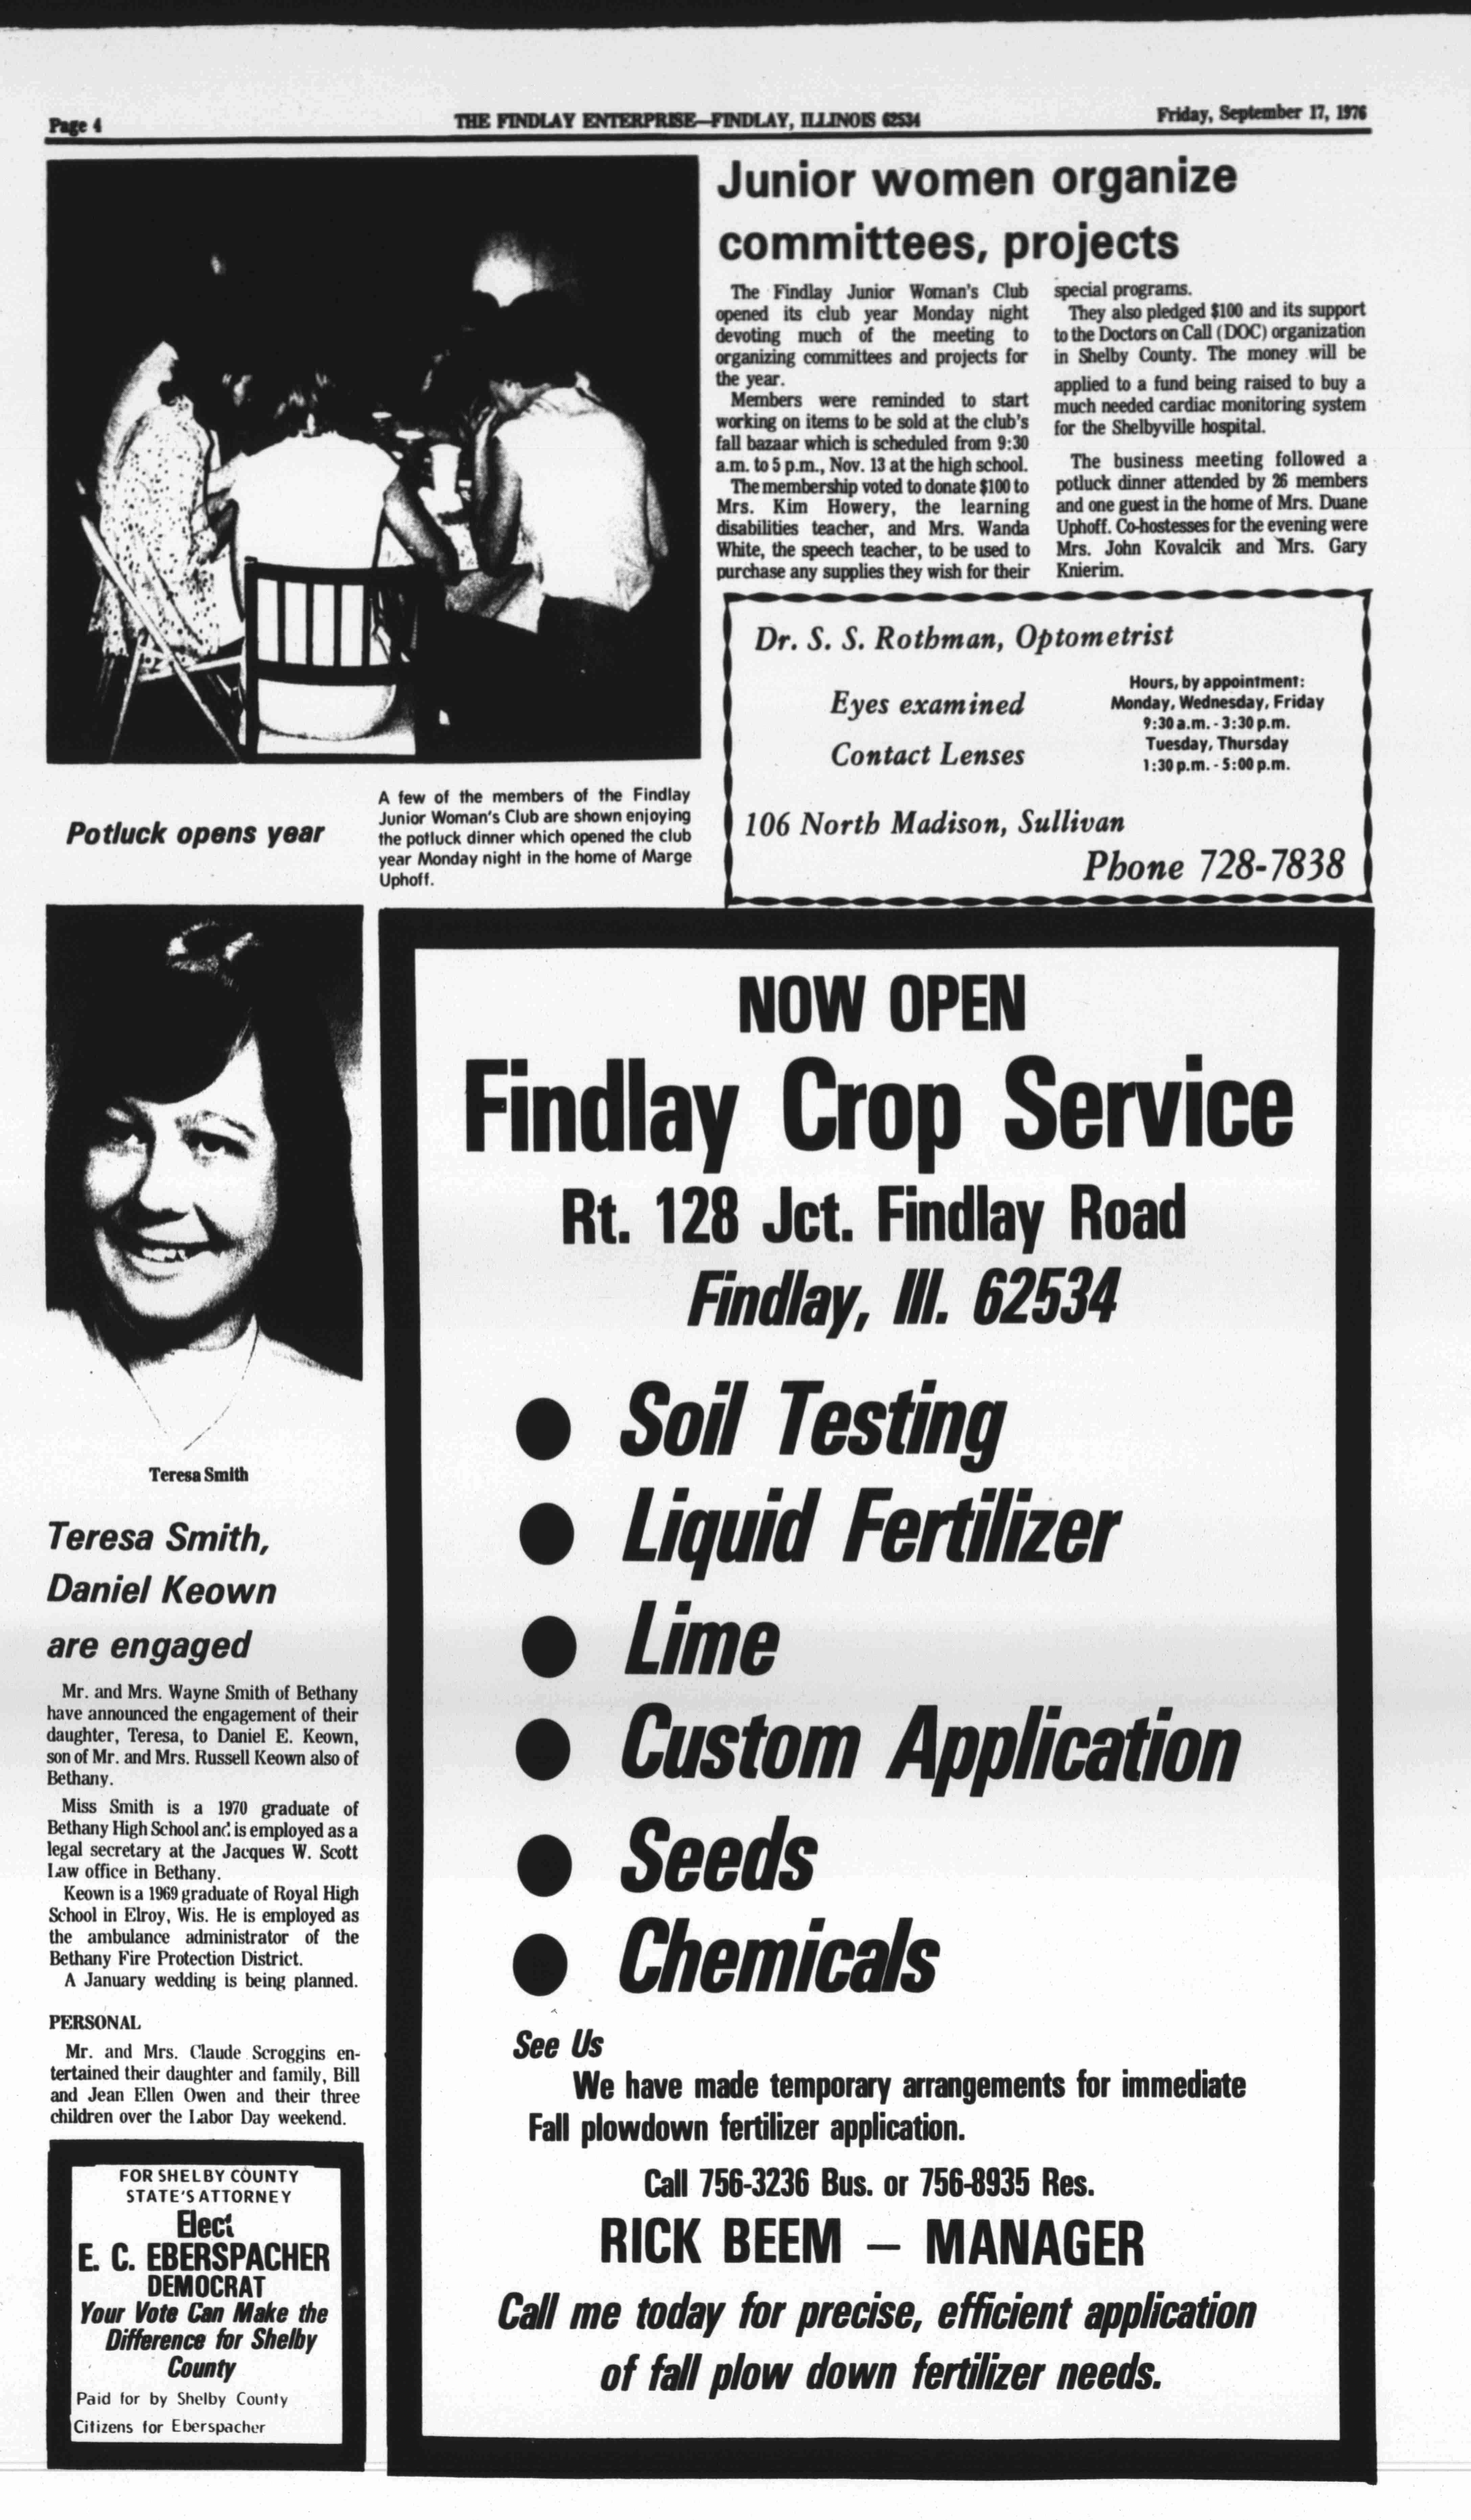 Page 4
THE FINDLAY ENTERPRISE—FINDLAY, ILLINOIS 62534
Friday, September 17, 1976
Junior women organize
committees, projects
The Findlay Junior Woman's Club
opened its club year Monday night
devoting much of the meeting to
organizing committees and projects for
the year.
Members were reminded to start
working on items to be sold at the club's
fall bazaar which is scheduled from 9:30
a.m. to 5 p.m., Nov. 13 at the high school.
The membership voted to donate $100 to
Mrs. Kim Howery, the learning
disabilities teacher, and Mrs. Wanda
White, the speech teacher, to be used to
purchase any supplies they wish for their
special programs.
They also pledged $100 and its support
to the Doctors on Call (DOC) organization
in Shelby County. The money will be
applied to a fund being raised to buy a
much needed cardiac monitoring system
for the Shelbyville hospital.
The business meeting followed a
potluck dinner attended by 26 members
and one guest in the home of Mrs. Duane
Uphoff. Co-hostesses for the evening were
Mrs. John Kovalcik and Mrs. Gary
Knierim.
Potluck opens year
A few of the members of the Findlay
Junior Woman's Club are shown enjoying
the potluck dinner which opened the club
year Monday night in the home of Marge
Uphoff.
Dr. S. S. Rothman, Optometrist
Eyes examined
Contact Lenses
Hours, by appointment:
Monday, Wednesday, Friday
9:30 a.m. - 3:30 p.m.
Tuesday, Thursday
1:30 p.m. - 5:00 p.m.
106 North Madison, Sullivan
Phone 728-7838
Teresa Smith
Teresa Smith,
Daniel Keown
are engaged
Mr. and Mrs. Wayne Smith of Bethany
have announced the engagement of their
daughter, Teresa, to Daniel E. Keown,
son of Mr. and Mrs. Russell Keown also of
Bethany.
Miss Smith is a 1970 graduate of
Bethany High School and is employed as a
legal secretary at the Jacques W. Scott
Law office in Bethany.
Keown is a 1969 graduate of Royal High
School in Elroy, Wis. He is employed as
the ambulance administrator of the
Bethany Fire Protection District.
A January wedding is being planned.
PERSONAL
Mr. and Mrs. Claude Scroggins en-
tertained their daughter and family, Bill
and Jean Ellen Owen and their three
children over the Labor Day weekend.
FOR SHELBY COUNTY
STATE'S ATTORNEY
Elect
E. C. EBERSPACHER
DEMOCRAT
Your Vote Can Make the
Difference for Shelby
County
Paid for by Shelby County
Citizens for Eberspacher
NOW OPEN
Findlay Crop Service
Rt. 128 Jct. Findlay Road
Findlay, Ill. 62534
● Soil Testing
● Liquid Fertilizer
● Lime
● Custom Application
● Seeds
● Chemicals
See Us
We have made temporary arrangements for immediate
Fall plowdown fertilizer application.
Call 756-3236 Bus. or 756-8935 Res.
RICK BEEM — MANAGER
Call me today for precise, efficient application
of fall plow down fertilizer needs.